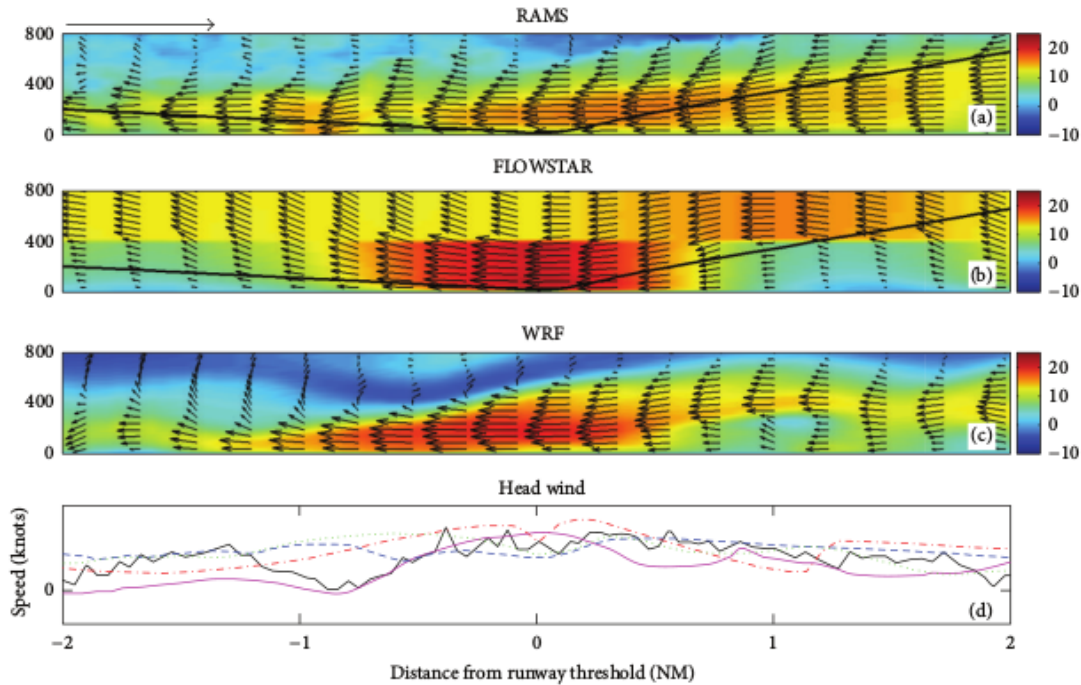 RAMS
800
400
0
(a)
20
10
0
−10
FLOWSTAR
800
400
0
(b)
20
10
0
−10
WRF
800
400
0
(c)
20
10
0
−10
Head wind
Speed (knots)
0
(d)
−2 −1 0 1 2
Distance from runway threshold (NM)